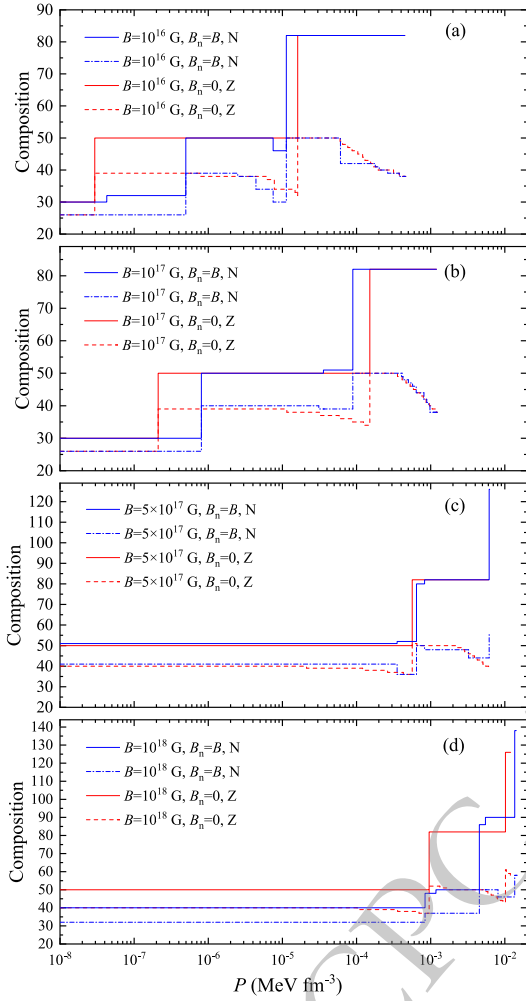 90
80
70
60
50
40
30
20
Composition
(a)
B=10^16 G, B_n=B, N
B=10^16 G, B_n=B, N
B=10^16 G, B_n=0, Z
B=10^16 G, B_n=0, Z
80
70
60
50
40
30
20
Composition
(b)
B=10^17 G, B_n=B, N
B=10^17 G, B_n=B, N
B=10^17 G, B_n=0, Z
B=10^17 G, B_n=0, Z
120
110
100
90
80
70
60
50
40
30
20
Composition
(c)
B=5×10^17 G, B_n=B, N
B=5×10^17 G, B_n=B, N
B=5×10^17 G, B_n=0, Z
B=5×10^17 G, B_n=0, Z
140
130
120
110
100
90
80
70
60
50
40
30
20
Composition
(d)
B=10^18 G, B_n=B, N
B=10^18 G, B_n=B, N
B=10^18 G, B_n=0, Z
B=10^18 G, B_n=0, Z
10^-8 10^-7 10^-6 10^-5 10^-4 10^-3 10^-2
P (MeV fm^-3)
CPC